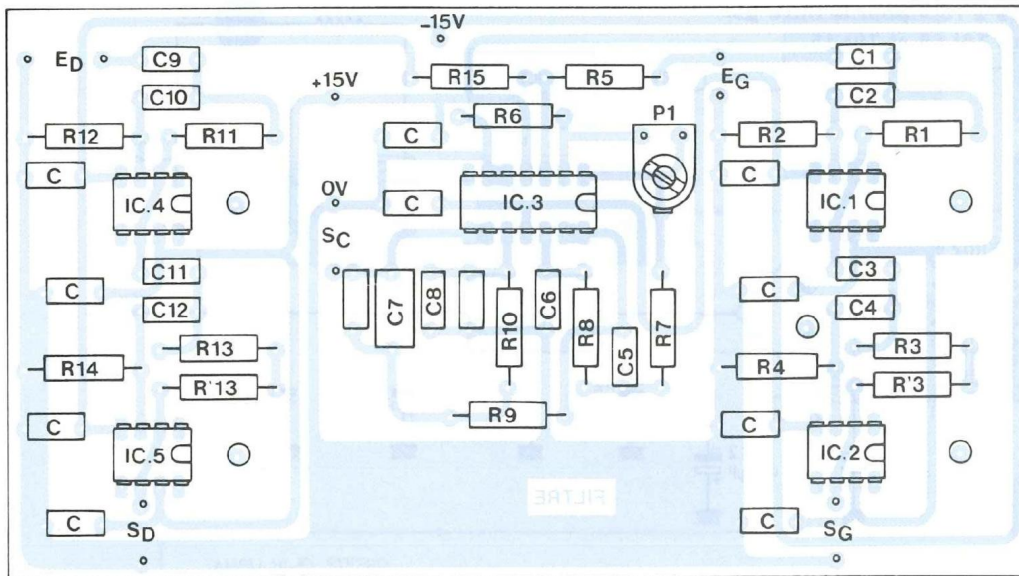 -15V
E_D
C9
C10
R12
R11
C
IC.4
+15V
R15
R5
R6
P1
C
0V
C
IC.3
S_C
E_G
C1
C2
R2
R1
C
IC.1
C11
C
C12
R13
R14
R'13
C
IC.5
C
S_D
C7
C8
R10
C6
R8
C5
R7
R9
C3
C
C4
R3
R4
R'3
C
IC.2
C
S_G
FILTRE